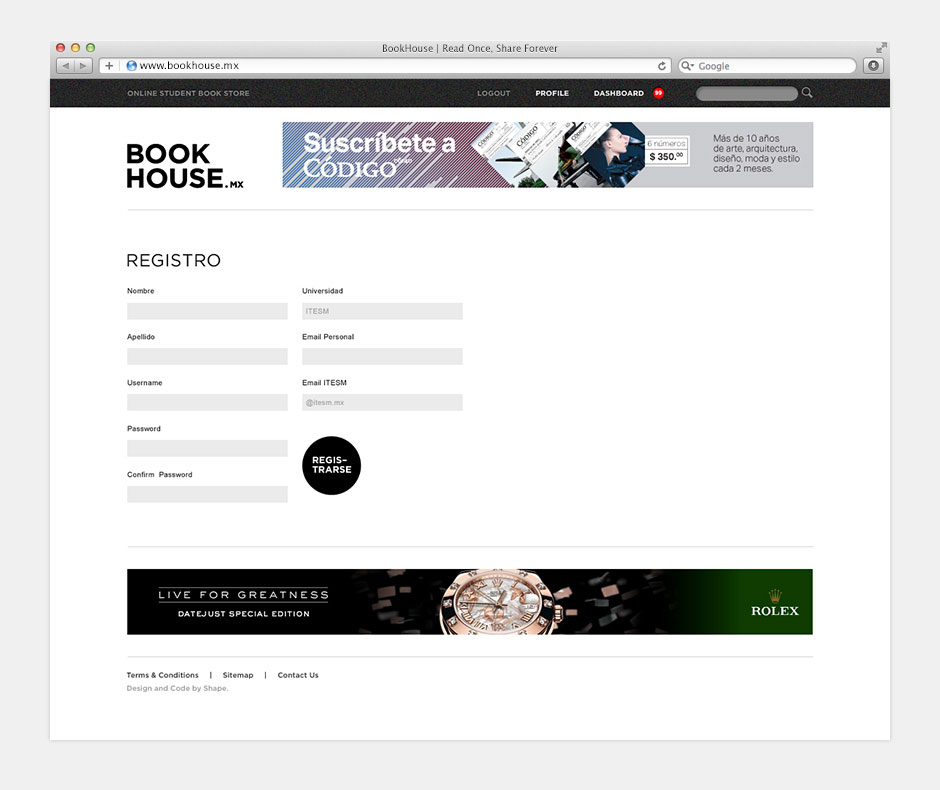 BookHouse | Read Once, Share Forever
www.bookhouse.mx
Google
ONLINE STUDENT BOOK STORE
LOGOUT
PROFILE
DASHBOARD
99
BOOK
HOUSE.MX
Suscríbete a
CÓDIGO
CÓDIGO
CÓDIGO
6 números
$ 350.00
Más de 10 años
de arte, arquitectura,
diseño, moda y estilo
cada 2 meses.
REGISTRO
Nombre
Universidad
ITESM
Apellido
Email Personal
Username
Email ITESM
@itesm.mx
Password
REGIS-
TRARSE
Confirm Password
LIVE FOR GREATNESS
DATEJUST SPECIAL EDITION
ROLEX
Terms & Conditions | Sitemap | Contact Us
Design and Code by Shape.